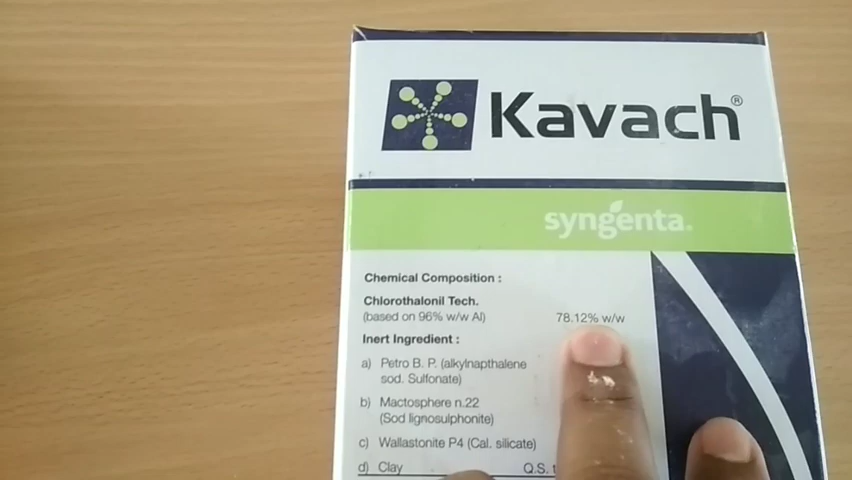 Kavach®
syngenta.
Chemical Composition :
Chlorothalonil Tech.
(based on 96% w/w AI) 78.12% w/w
Inert Ingredient :
a) Petro B. P. (alkylnapthalene
sod. Sulfonate)
b) Mactosphere n.22
(Sod lignosulphonite)
c) Wallastonite P4 (Cal. silicate)
d) Clay Q.S.